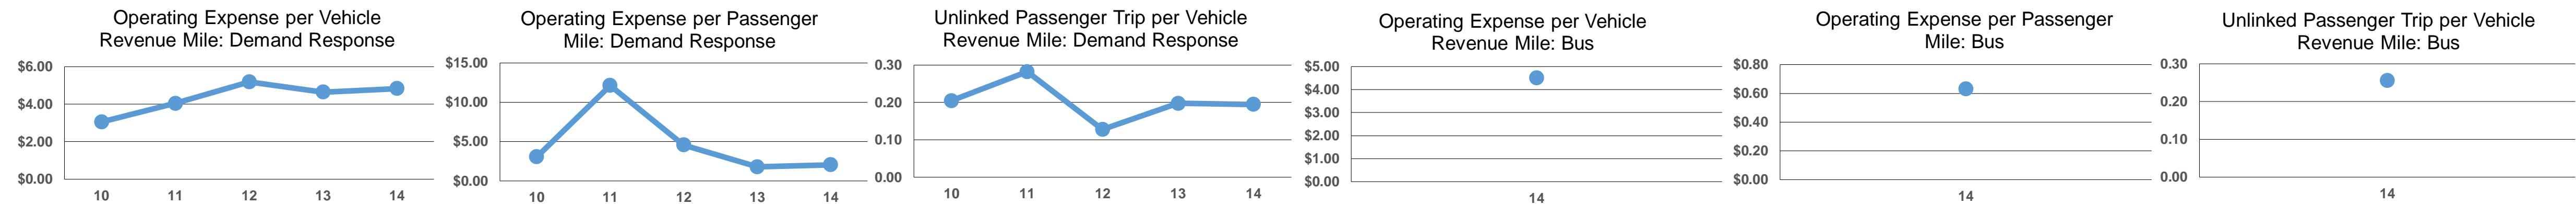 Operating Expense per Vehicle
Revenue Mile: Demand Response
$6.00
$4.00
$2.00
$0.00
10 11 12 13 14
Operating Expense per Passenger
Mile: Demand Response
$15.00
$10.00
$5.00
$0.00
10 11 12 13 14
Unlinked Passenger Trip per Vehicle
Revenue Mile: Demand Response
0.30
0.20
0.10
0.00
10 11 12 13 14
Operating Expense per Vehicle
Revenue Mile: Bus
$5.00
$4.00
$3.00
$2.00
$1.00
$0.00
14
Operating Expense per Passenger
Mile: Bus
$0.80
$0.60
$0.40
$0.20
$0.00
14
Unlinked Passenger Trip per Vehicle
Revenue Mile: Bus
0.30
0.20
0.10
0.00
14